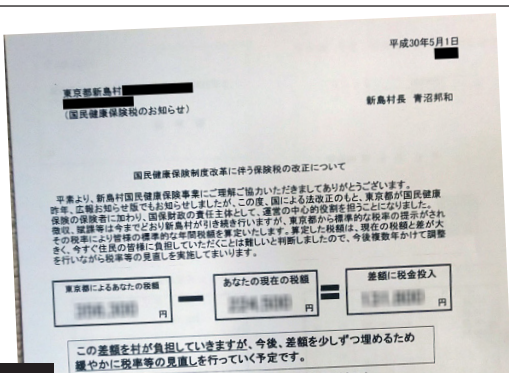 平成30年5月1日
東京都新島村
(国民健康保険税のお知らせ)
新島村長 青沼邦和
国民健康保険制度改革に伴う保険税の改正について
平素より、新島村国民健康保険事業にご理解ご協力いただきましてありがとうございます。
昨年、広報お知らせ版でもお知らせしましたが、この度、国による法改正のもと、東京都が国民健康
保険の保険者に加わり、国保財政の責任主体として、運営の中心的役割を担うことになりました。
徴収、賦課等は今までどおり新島村が引き続き行いますが、東京都から標準的な税率の提示がされ
その税率により皆様の標準的な年間税額を算定いたします。算定した税額は、現在の税額と差が大
きく、今すぐ住民の皆様に負担していただくことは難しいと判断しましたので、今後複数年かけて調整
を行いながら税率等の見直しを実施してまいります。
東京都によるあなたの税額
円
あなたの現在の税額
円
差額に税金投入
円
この差額を村が負担していきますが、今後、差額を少しずつ埋めるため
緩やかに税率等の見直しを行っていく予定です。